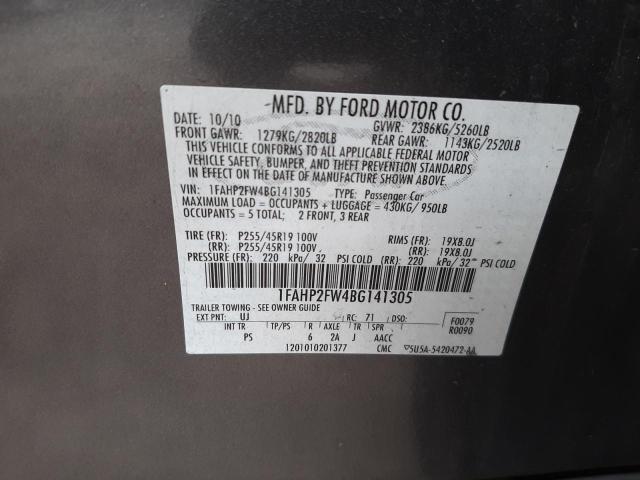 MFD. BY FORD MOTOR CO.
DATE: 10/10 GVWR: 2386KG/5260LB
FRONT GAWR: 1279KG/2820LB REAR GAWR: 1143KG/2520LB
THIS VEHICLE CONFORMS TO ALL APPLICABLE FEDERAL MOTOR
VEHICLE SAFETY, BUMPER, AND THEFT PREVENTION STANDARDS
IN EFFECT ON THE DATE OF MANUFACTURE SHOWN ABOVE.
VIN: 1FAHP2FW4BG141305 TYPE: Passenger Car
MAXIMUM LOAD = OCCUPANTS + LUGGAGE = 430KG/950LB
OCCUPANTS = 5 TOTAL; 2 FRONT, 3 REAR
TIRE (FR): P255/45R19 100V RIMS (FR): 19X8.0J
(RR): P255/45R19 100V (RR): 19X8.0J
PRESSURE (FR): 220 kPa/ 32 PSI COLD (RR): 220 kPa/ 32 PSI COLD
1FAHP2FW4BG141305
TRAILER TOWING – SEE OWNER GUIDE
EXT PNT: UJ RC: 71 DSO: F0079
INT TR TP/PS R AXLE TR SPR R0090
PS 6 2A J AACC
1201010201377 CMC 5U5A-5420472-AA